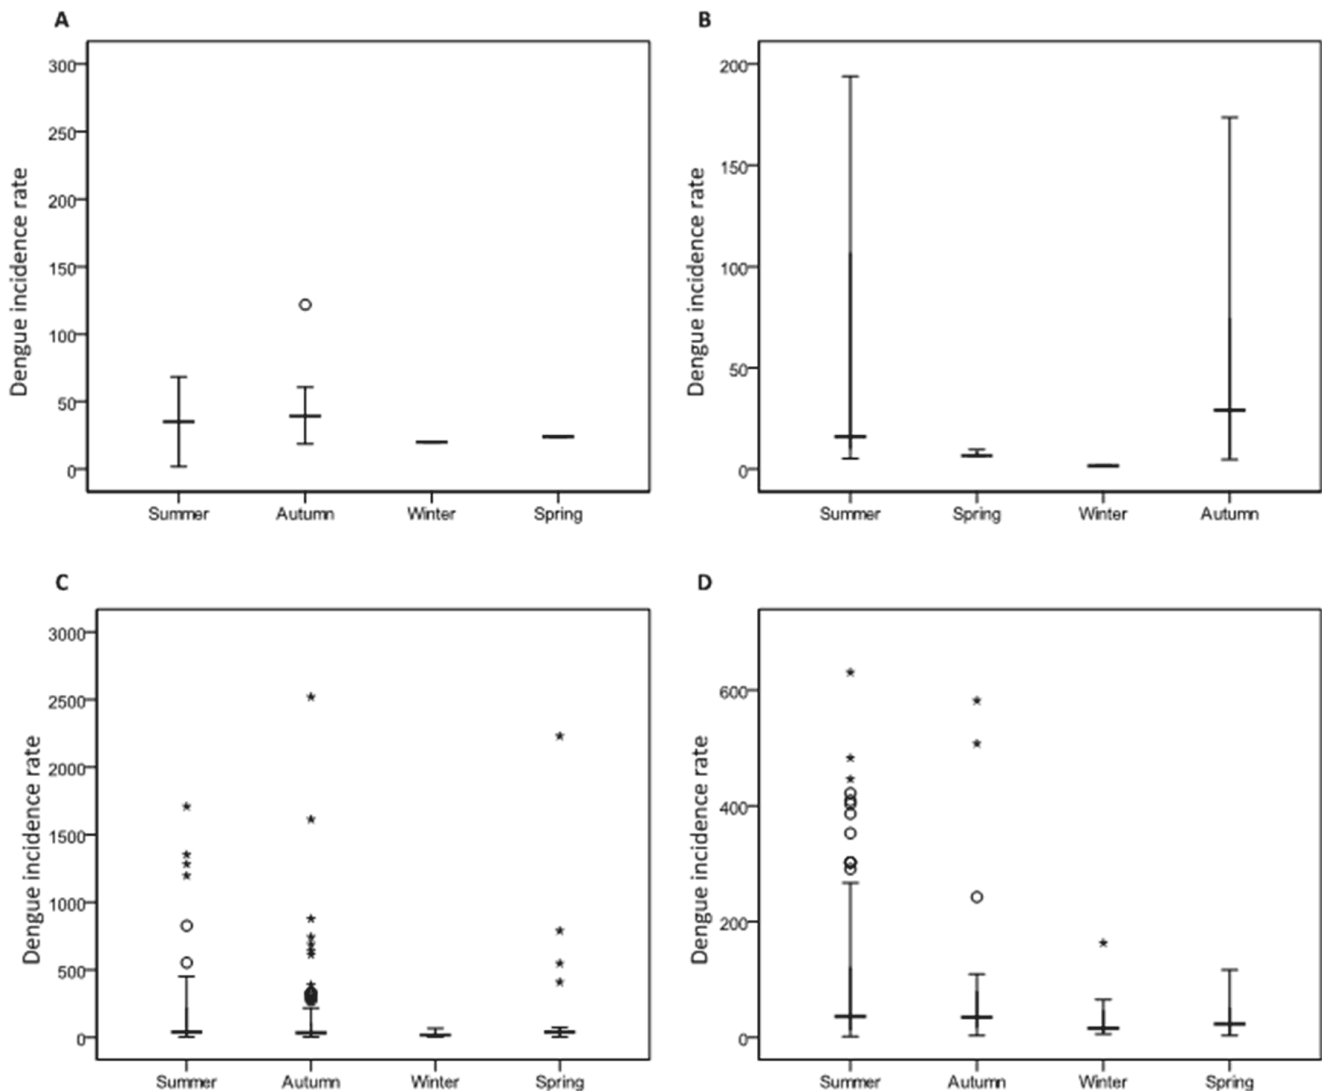 A
Dengue incidence rate
300
250
200
150
100
50
0
Summer Autumn Winter Spring
B
Dengue incidence rate
200
150
100
50
0
Summer Spring Winter Autumn
C
Dengue incidence rate
3000
2500
2000
1500
1000
500
0
Summer Autumn Winter Spring
D
Dengue incidence rate
600
400
200
0
Summer Autumn Winter Spring